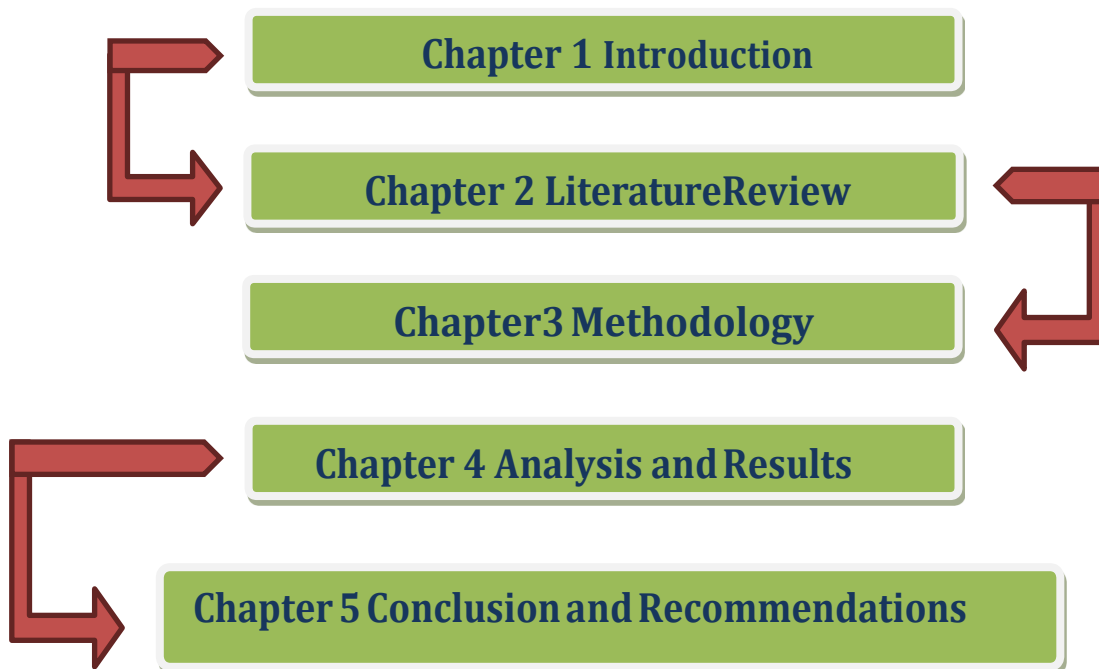 Chapter 1 Introduction
Chapter 2 LiteratureReview
Chapter3 Methodology
Chapter 4 Analysis and Results
Chapter 5 Conclusion and Recommendations